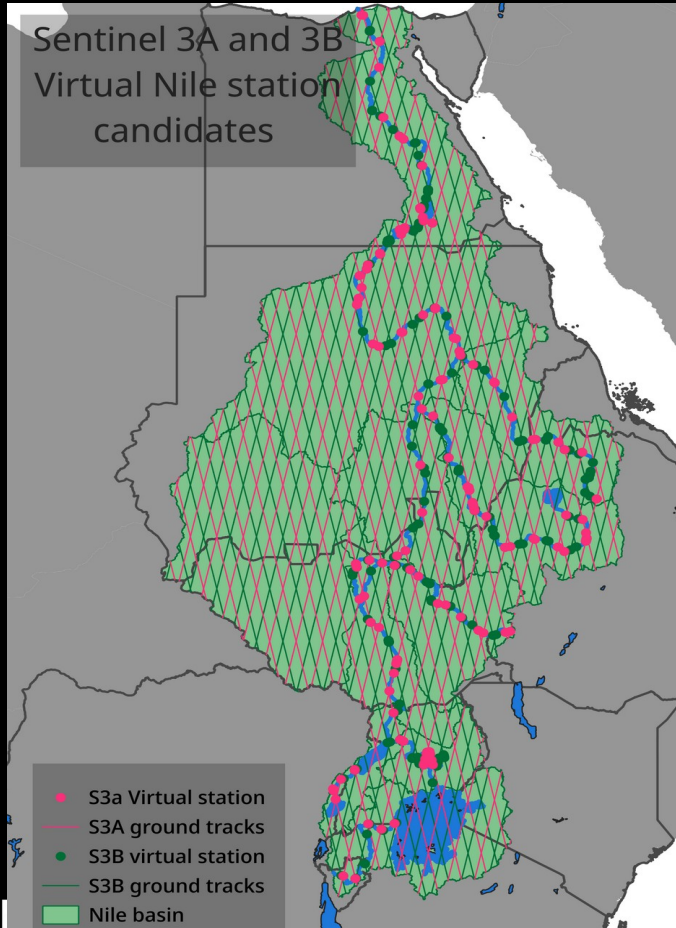 Sentinel 3A and 3B
Virtual Nile station
candidates
S3a Virtual station
S3A ground tracks
S3B virtual station
S3B ground tracks
Nile basin